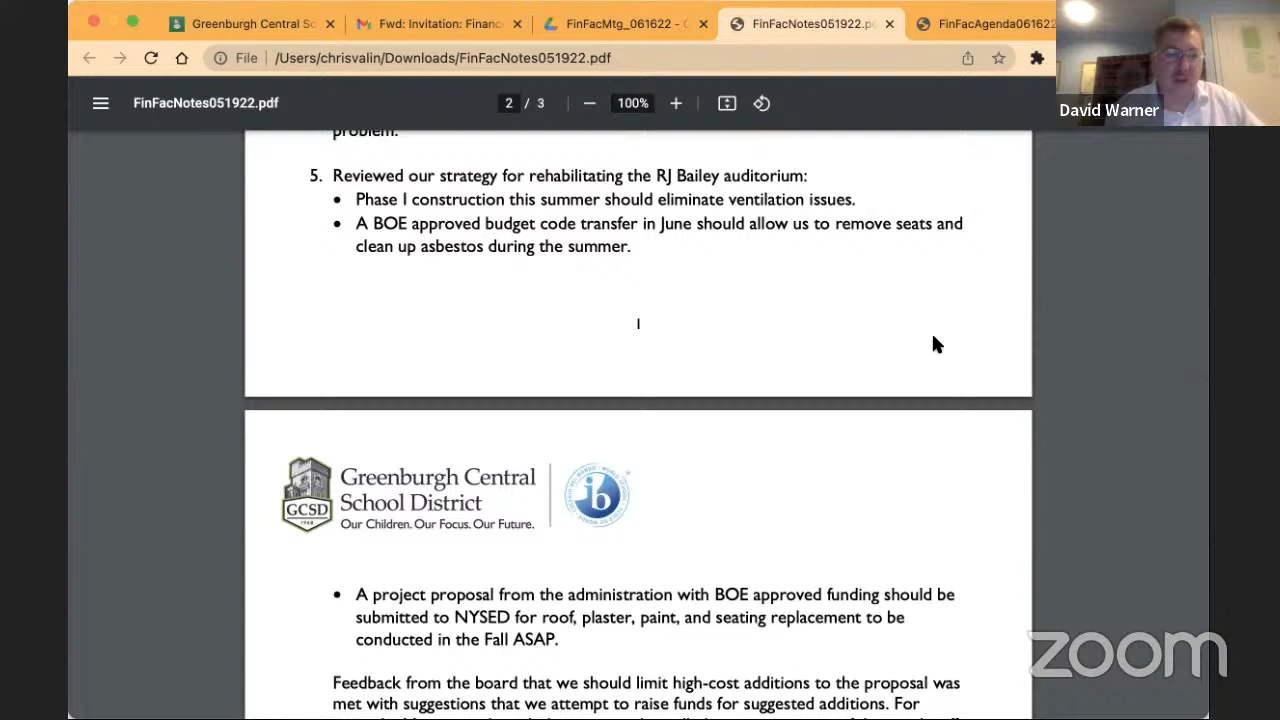 Greenburgh Central Sc
Fwd: Invitation: Financ
FinFacMtg_061622 - G
FinFacNotes051922.pd
FinFacAgenda061622
File
/Users/chrisvalin/Downloads/FinFacNotes051922.pdf
David Warner
FinFacNotes051922.pdf
2 / 3
100%
problem.
5. Reviewed our strategy for rehabilitating the RJ Bailey auditorium:
• Phase I construction this summer should eliminate ventilation issues.
• A BOE approved budget code transfer in June should allow us to remove seats and
clean up asbestos during the summer.
1
GCSD
1968
Greenburgh Central
School District
Our Children. Our Focus. Our Future.
ib
• A project proposal from the administration with BOE approved funding should be
submitted to NYSED for roof, plaster, paint, and seating replacement to be
conducted in the Fall ASAP.
zoom
Feedback from the board that we should limit high-cost additions to the proposal was
met with suggestions that we attempt to raise funds for suggested additions. For